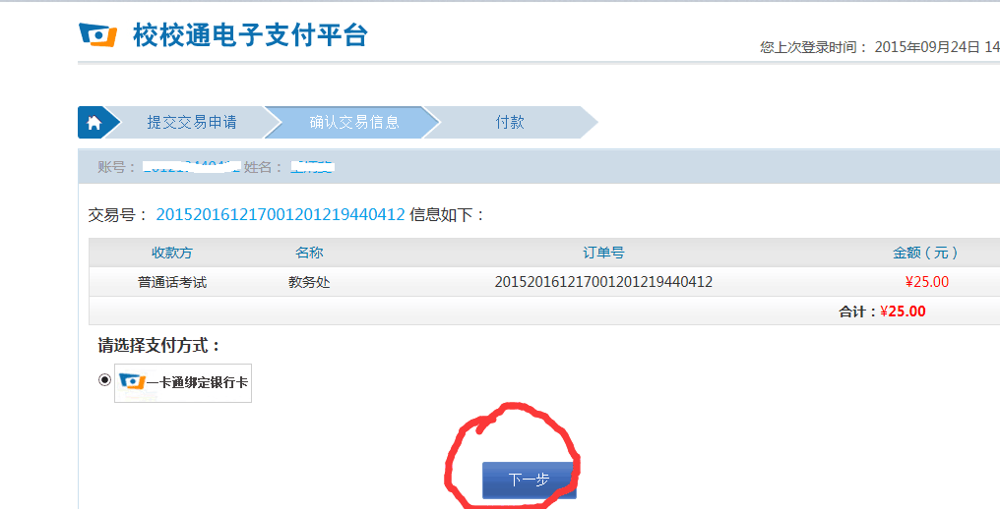 校校通电子支付平台
您上次登录时间： 2015年09月24日 14
提交交易申请 确认交易信息 付款
账号： 姓名：
交易号： 2015201612170012012194​40412 信息如下：
收款方 名称 订单号 金额（元）
普通话考试 教务处 201520161217001201219440412 ¥25.00
合计：¥25.00
请选择支付方式：
一卡通绑定银行卡
下一步